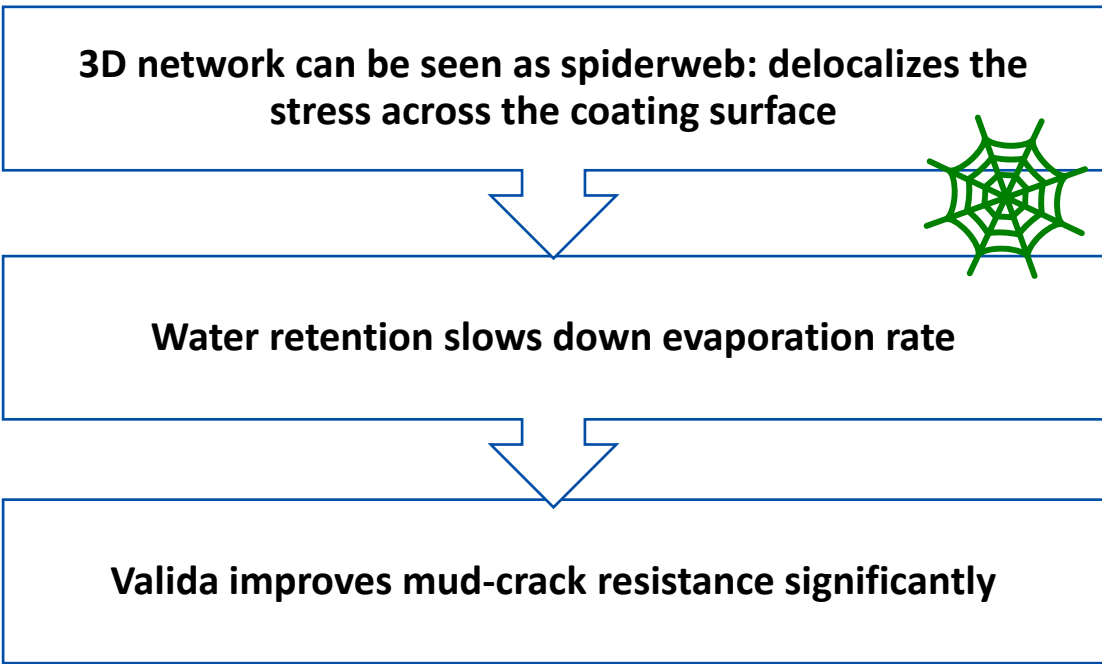 3D network can be seen as spiderweb: delocalizes the
stress across the coating surface
Water retention slows down evaporation rate
Valida improves mud-crack resistance significantly